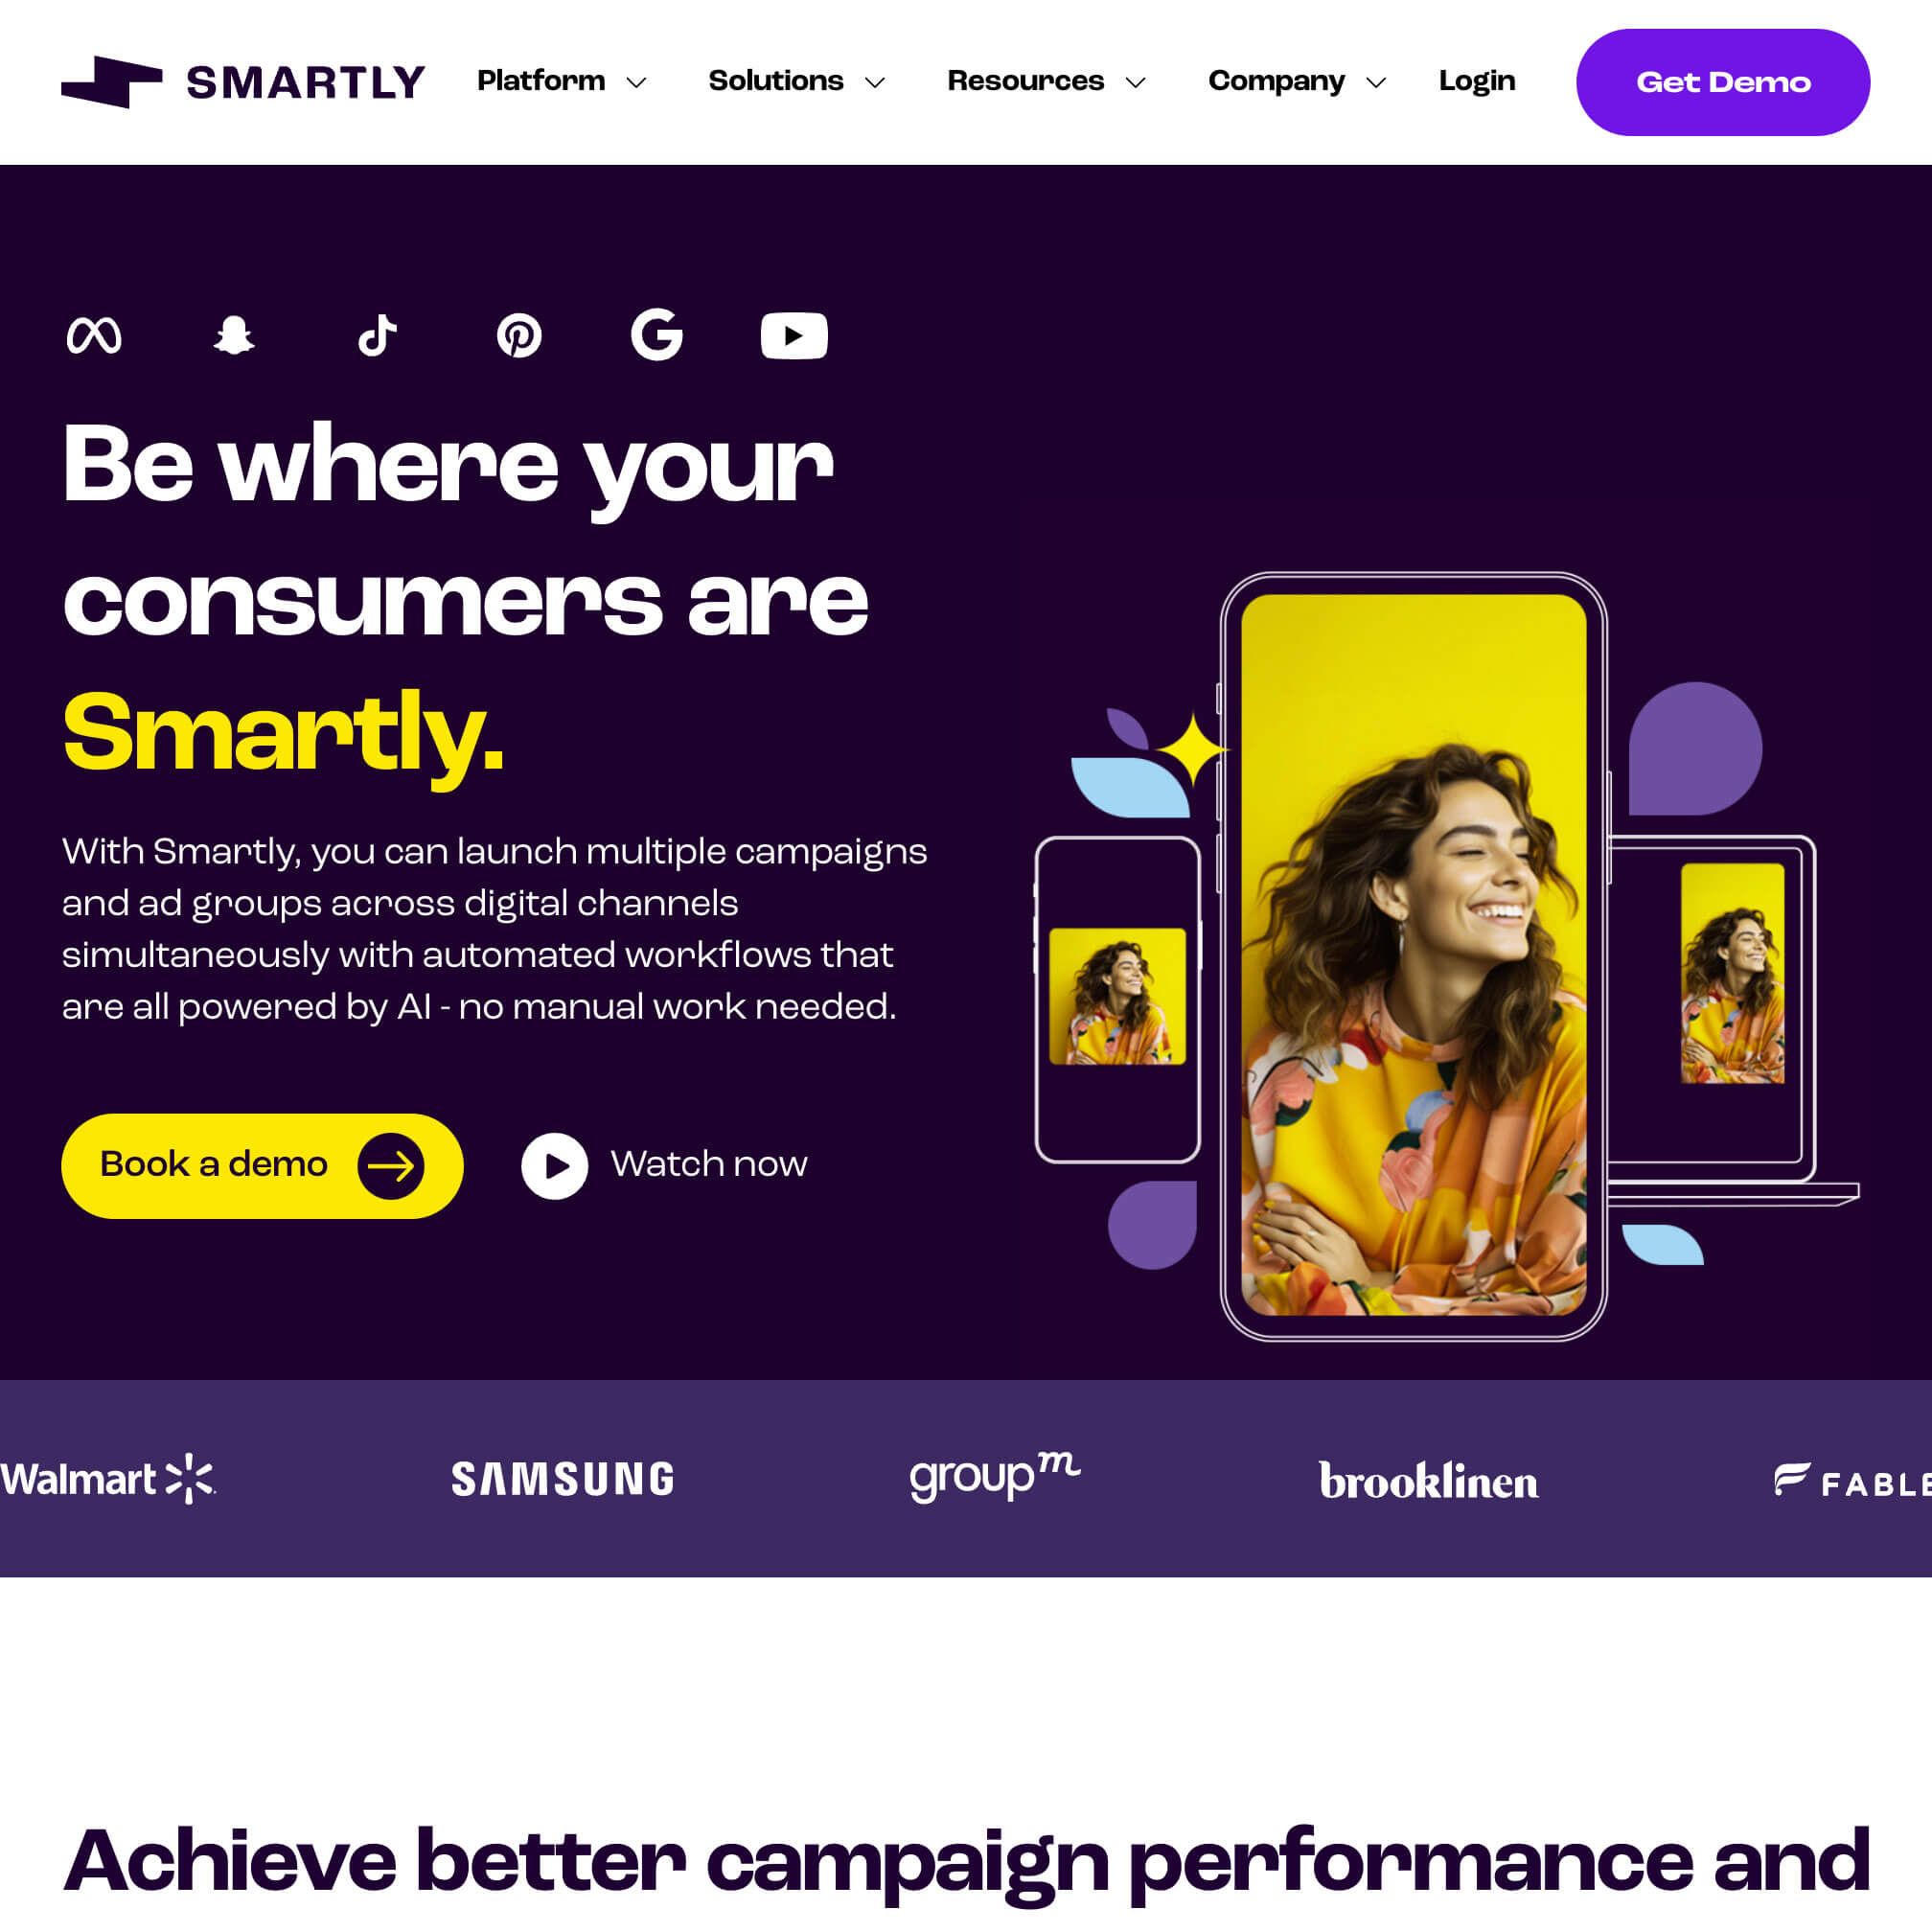 SMARTLY
Platform
Solutions
Resources
Company
Login
Get Demo
Be where your
consumers are
Smartly.
With Smartly, you can launch multiple campaigns
and ad groups across digital channels
simultaneously with automated workflows that
are all powered by AI - no manual work needed.
Book a demo
Watch now
Walmart
SAMSUNG
groupm
brooklinen
FABLE
Achieve better campaign performance and